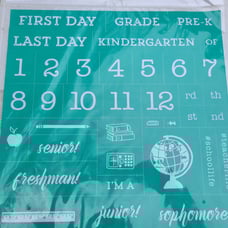 FIRST DAY GRADE PRE-K
LAST DAY KINDERGARTEN OF
1 2 3 4 5 6 7
8 9 10 11 12 rd th
st nd
senior!
#schoollife
freshman!
I'M A
junior!
sophomore